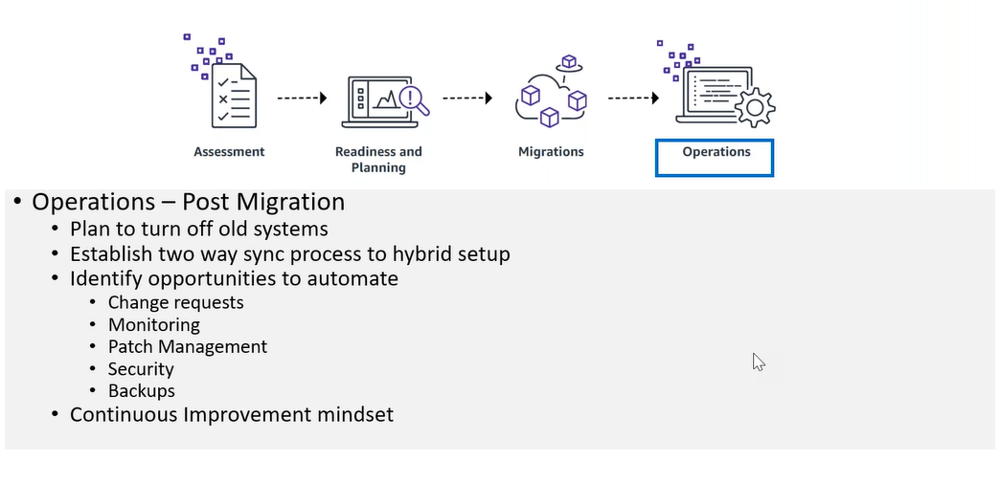 Assessment
Readiness and
Planning
Migrations
Operations
• Operations – Post Migration
• Plan to turn off old systems
• Establish two way sync process to hybrid setup
• Identify opportunities to automate
• Change requests
• Monitoring
• Patch Management
• Security
• Backups
• Continuous Improvement mindset